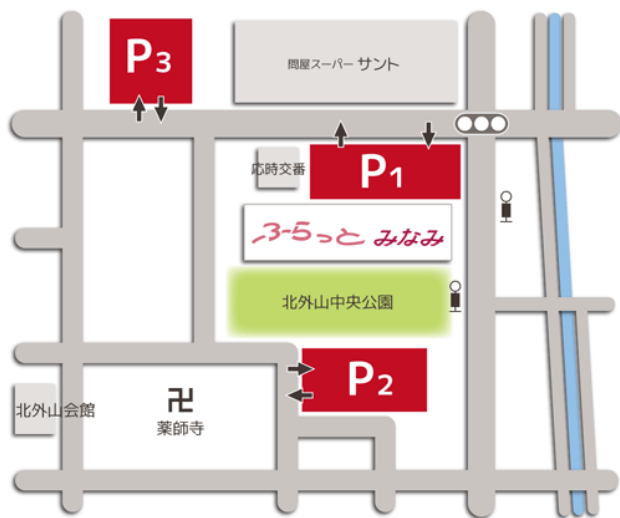 P3
問屋スーパー サント
応時交番
P1
ふらっと みなみ
北外山中央公園
P2
北外山会館
卍
薬師寺